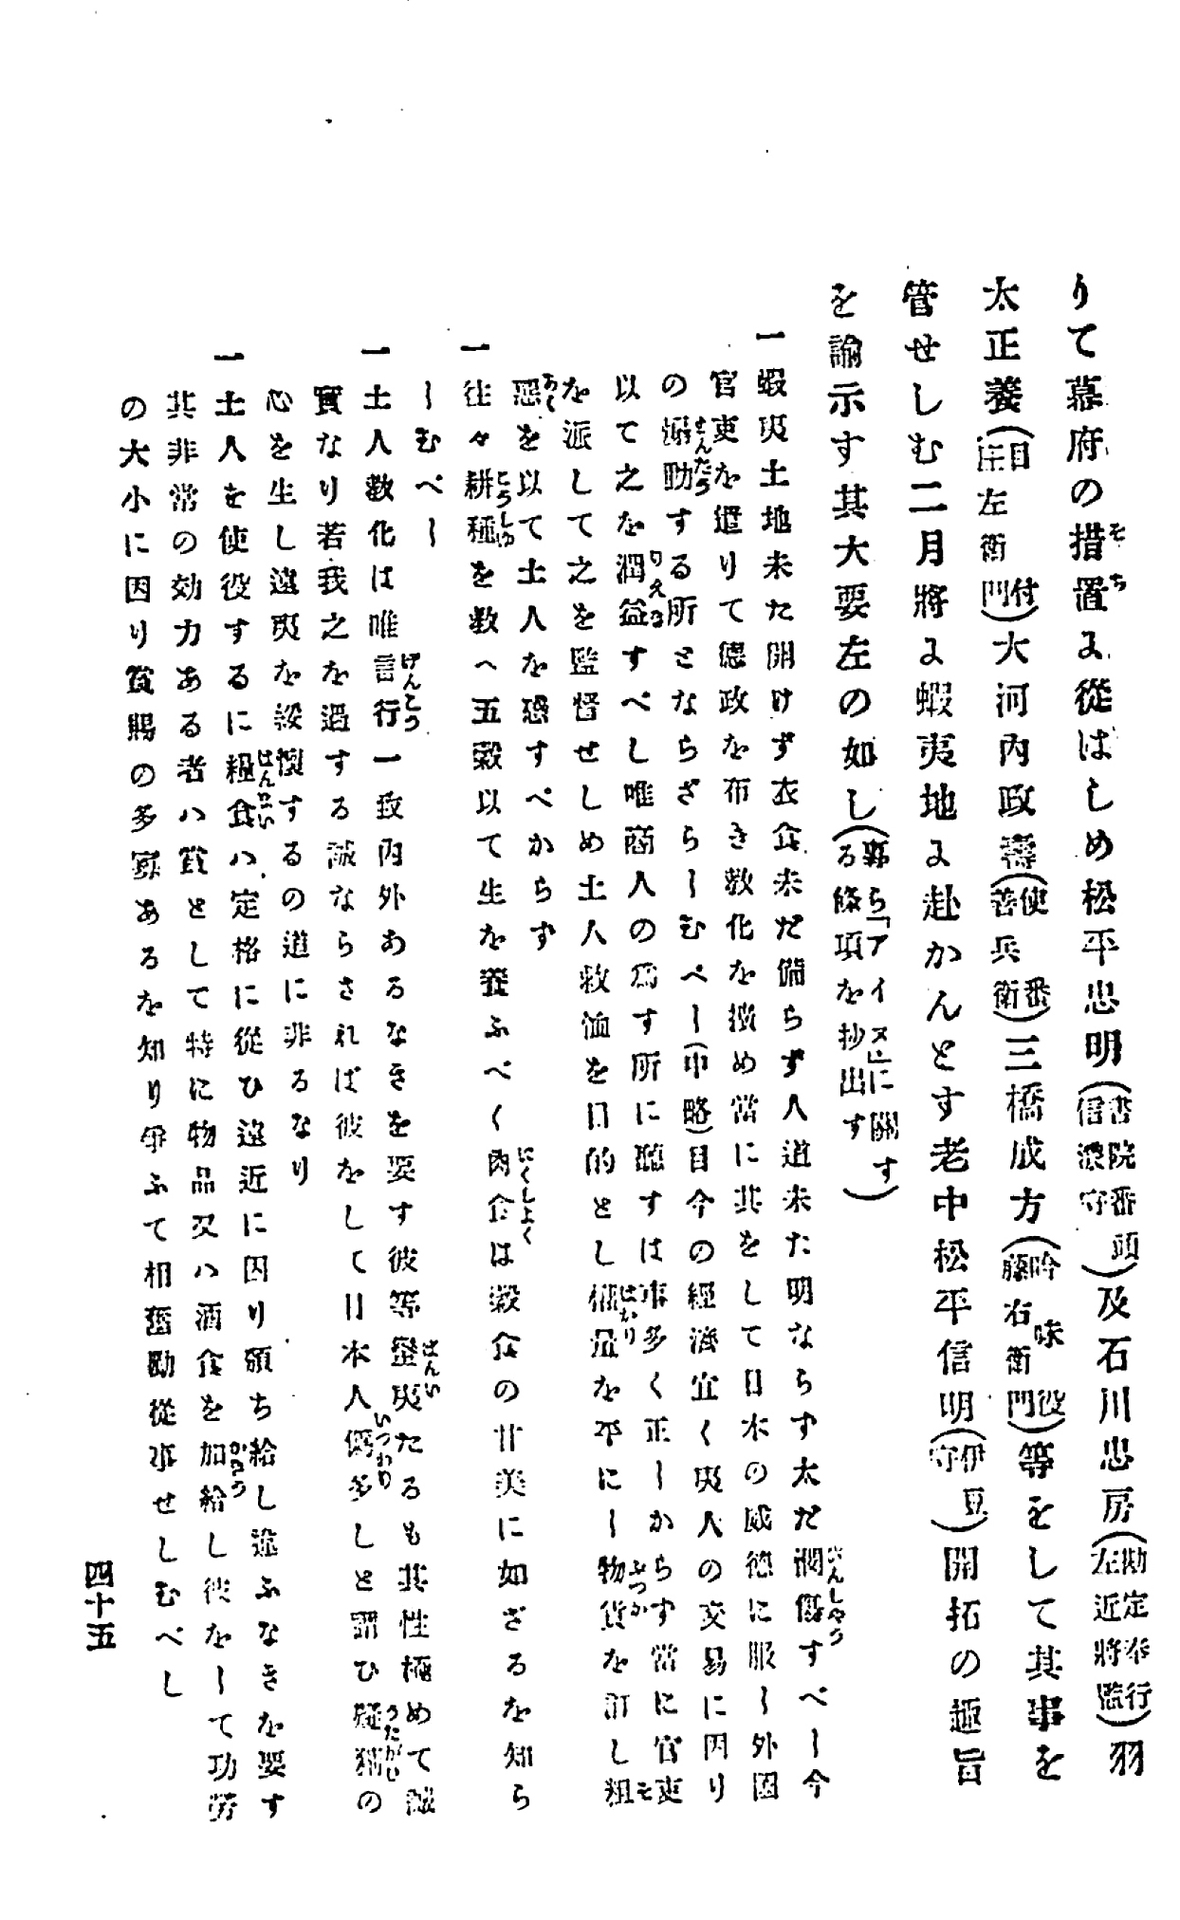 りて幕府の措置に從はしめ松平忠明(書院番頭信濃守)及石川忠房(勘定奉行左近將監)羽
太正養(目付庄左衛門)大河內政壽(使番善兵衛)三橋成方(吟味役藤右衛門)等をして其事を
管せしむ二月將に蝦夷地に赴かんとす老中松平信明(伊豆守)開拓の趣旨
を諭示す其大要左の如し(專ら「アイヌ」に關する條項を抄出す)
一蝦夷土地未た開けず衣食未だ備らず人道未た明ならす太だ憫傷すべし今
官吏を遣りて德政を布き敎化を施め當に其をして日本の威德に服し外國
の煽動する所とならざらしむべし(中略)目今の經濟宜く夷人の交易に因り
以て之を潤益すべし唯商人の爲す所に聽すは事多く正しからず當に官吏
を派して之を監督せしめ土人救恤を目的とし權量を平にし物貨を訂し粗
惡を以て土人を惑すべからず
一往々耕種を敎へ五穀以て生を養ふべく肉食は穀食の甘美に如ざるを知ら
しむべし
一土人敎化は唯言行一致內外あるなきを要す彼等蠻夷たるも其性極めて誠
實なり若我之を遇する誠ならされば彼をして日本人僞多しと謂ひ疑猜の
心を生し遠夷を綏懷するの道に非るなり
一土人を使役するに糧食ハ定格に從ひ遠近に因り頒ち給し違ふなきを要す
其非常の効力ある者ハ賞として特に物品又ハ酒食を加給し彼をして功勞
の大小に因り賞賜の多寡あるを知り爭ふて相奮勸從事せしむべし
四十五